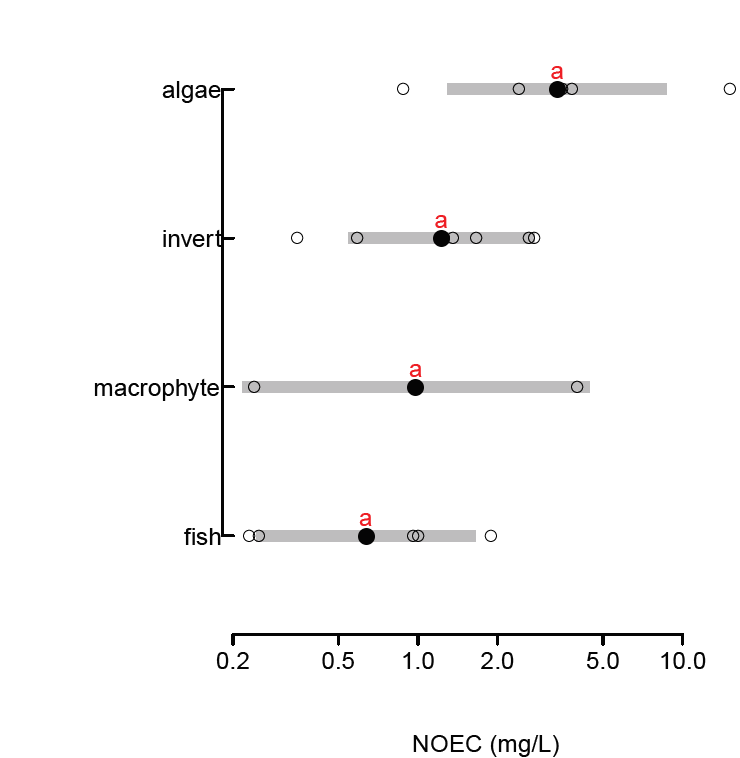 a
algae
a
invert
a
macrophyte
a
fish
0.2 0.5 1.0 2.0 5.0 10.0
NOEC (mg/L)